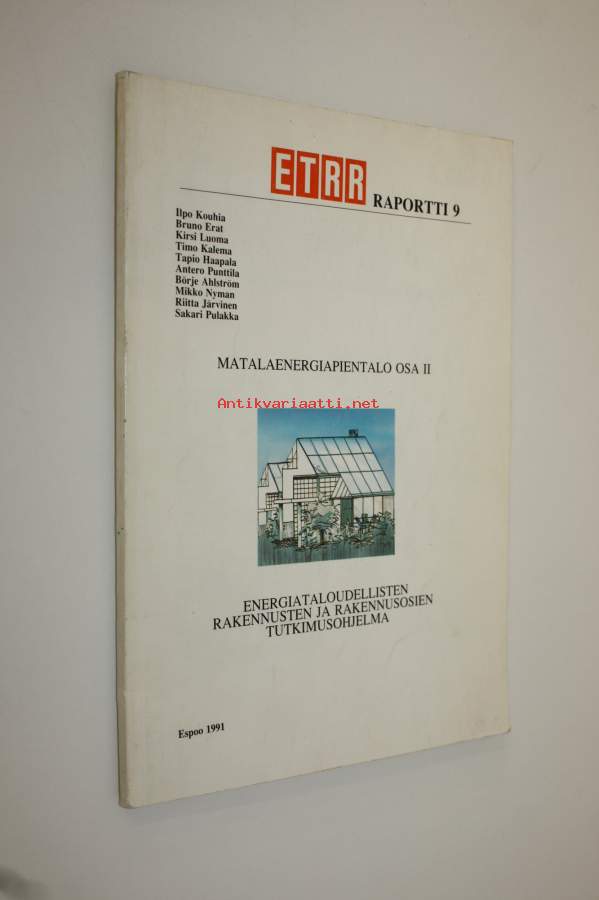 ETRR RAPORTTI 9
Ilpo Kouhia
Bruno Erat
Kirsi Luoma
Timo Kalema
Tapio Haapala
Antero Punttila
Börje Ahlström
Mikko Nyman
Riitta Järvinen
Sakari Pulakka
MATALAENERGIAPIENTALO OSA II
Antikvariaatti.net
ENERGIATALOUDELLISTEN
RAKENNUSTEN JA RAKENNUSOSIEN
TUTKIMUSOHJELMA
Espoo 1991